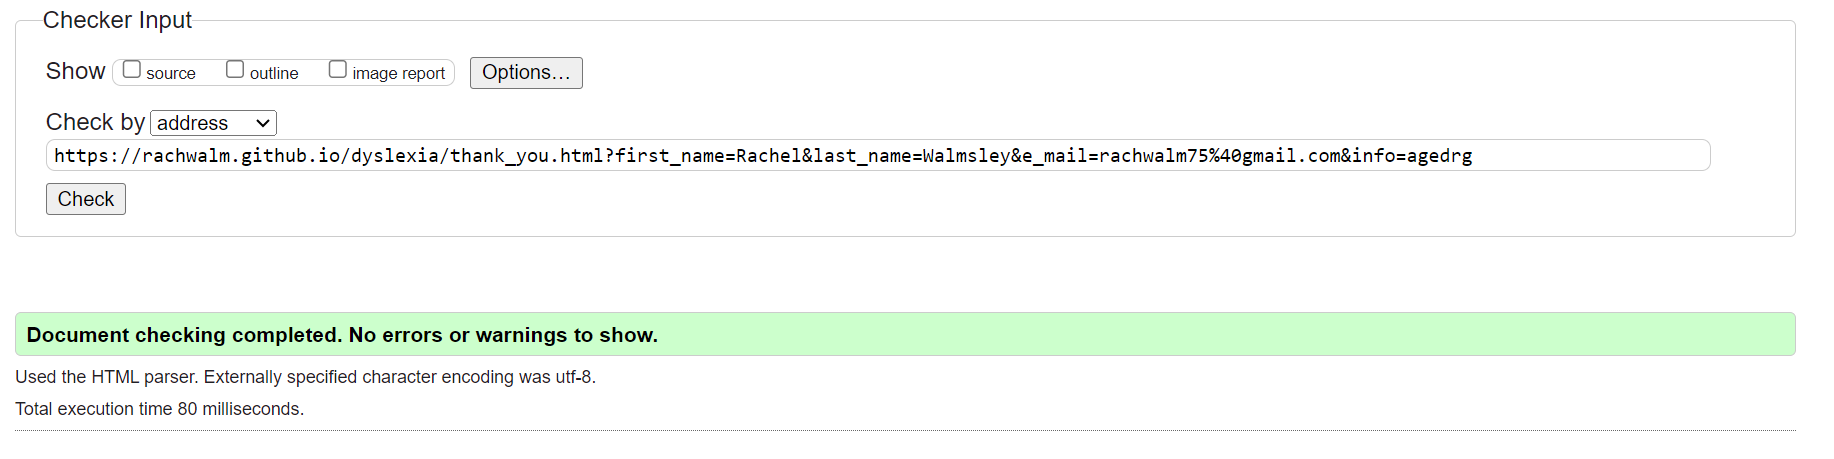 Checker Input
Show source outline image report Options...
Check by address
https://rachwalm.github.io/dyslexia/thank_you.html?first_name=Rachel&last_name=Walmsley&e_mail=rachwalm75%40gmail.com&info=agedrg
Check
Document checking completed. No errors or warnings to show.
Used the HTML parser. Externally specified character encoding was utf-8.
Total execution time 80 milliseconds.